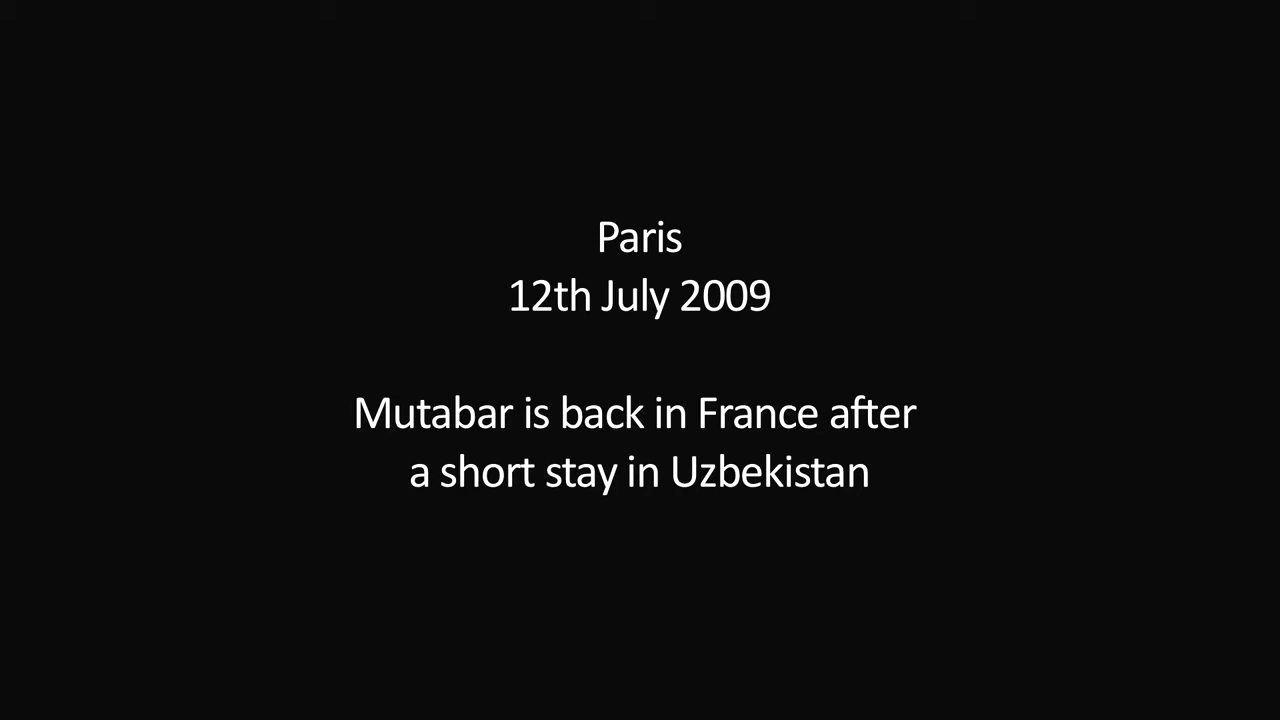 Paris
12th July 2009
Mutabar is back in France after
a short stay in Uzbekistan